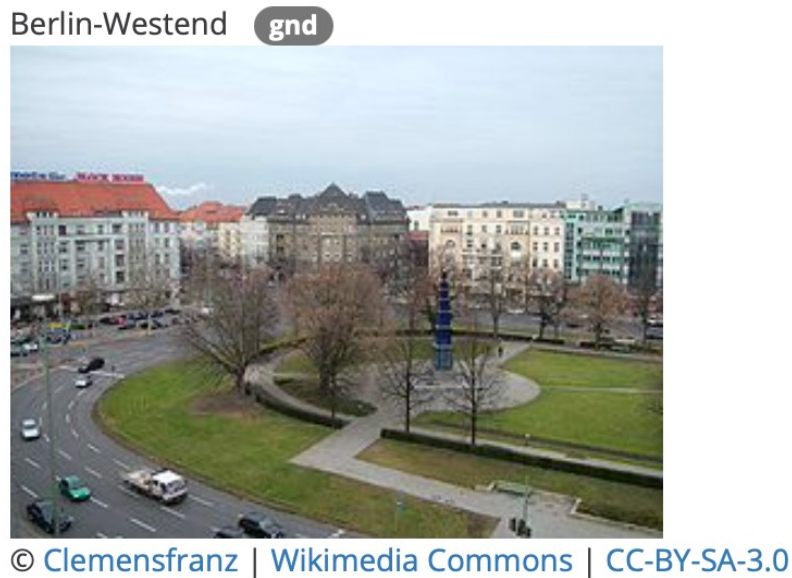 Berlin-Westend gnd
© Clemensfranz | Wikimedia Commons | CC-BY-SA-3.0